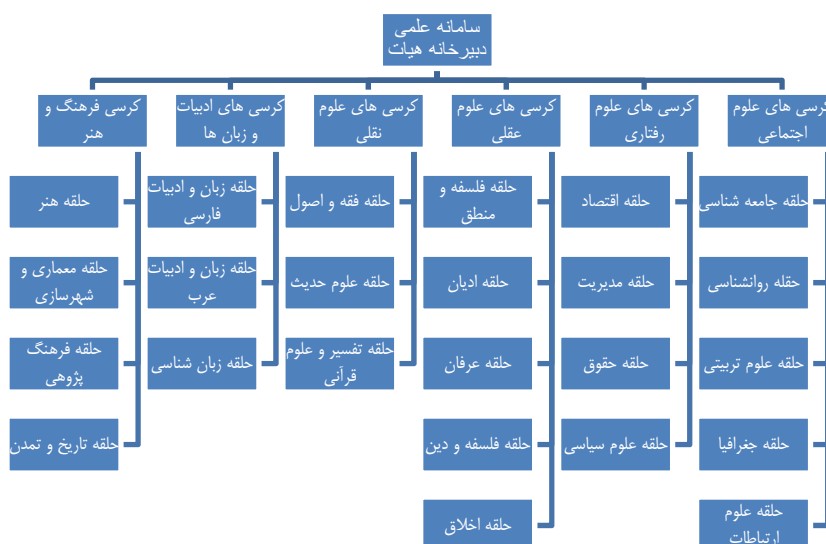 سامانه علمی
دبیرخانه هیات
کرسی های علوم
اجتماعی
کرسی های علوم
رفتاری
کرسی های علوم
عقلی
کرسی های علوم
نقلی
کرسی های ادبیات
و زبان ها
کرسی فرهنگ و
هنر
حلقه جامعه شناسی
حقله روانشناسی
حلقه علوم تربیتی
حلقه جغرافیا
حلقه علوم
ارتباطات
حلقه اقتصاد
حلقه مدیریت
حلقه حقوق
حلقه علوم سیاسی
حلقه فلسفه و
منطق
حلقه ادیان
حلقه عرفان
حلقه فلسفه و دین
حلقه اخلاق
حلقه فقه و اصول
حلقه علوم حدیث
حلقه تفسیر و علوم
قرآنی
حلقه زبان و ادبیات
فارسی
حلقه زبان و ادبیات
عرب
حلقه زبان شناسی
حلقه هنر
حلقه معماری و
شهرسازی
حلقه فرهنگ
پژوهی
حلقه تاریخ و تمدن